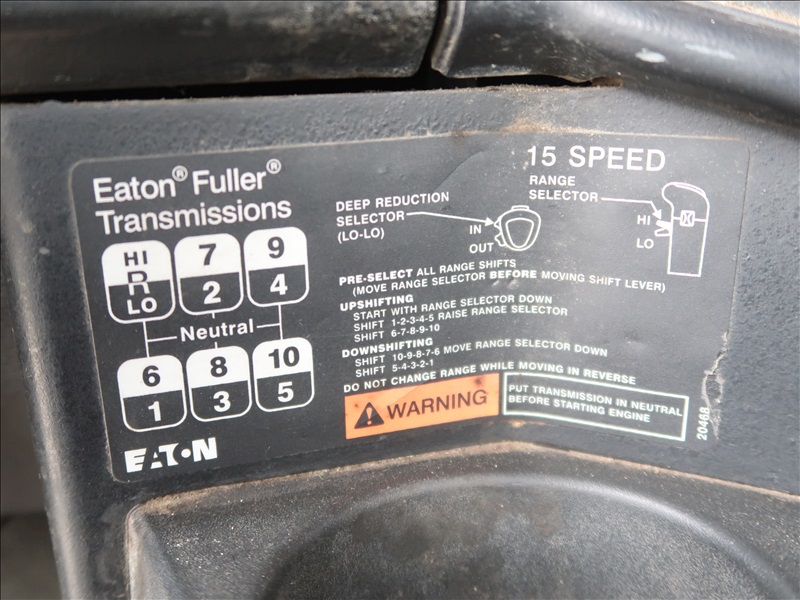 Eaton® Fuller®
Transmissions
15 SPEED
DEEP REDUCTION
SELECTOR
(LO-LO)
IN
OUT
RANGE
SELECTOR
HI
LO
HI
R
LO
7
2
9
4
Neutral
6
1
8
3
10
5
PRE-SELECT ALL RANGE SHIFTS
(MOVE RANGE SELECTOR BEFORE MOVING SHIFT LEVER)
UPSHIFTING
START WITH RANGE SELECTOR DOWN
SHIFT 1-2-3-4-5 RAISE RANGE SELECTOR
SHIFT 6-7-8-9-10
DOWNSHIFTING
SHIFT 10-9-8-7-6 MOVE RANGE SELECTOR DOWN
SHIFT 5-4-3-2-1
DO NOT CHANGE RANGE WHILE MOVING IN REVERSE
WARNING
PUT TRANSMISSION IN NEUTRAL
BEFORE STARTING ENGINE
20468
EATON